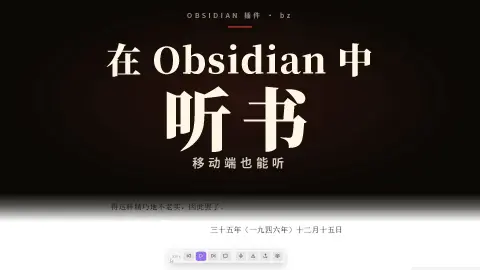 OBSIDIAN 插件 · bz
在 Obsidian 中
听书
移动端也能听
三十五年（一九四六年）十二月十五日